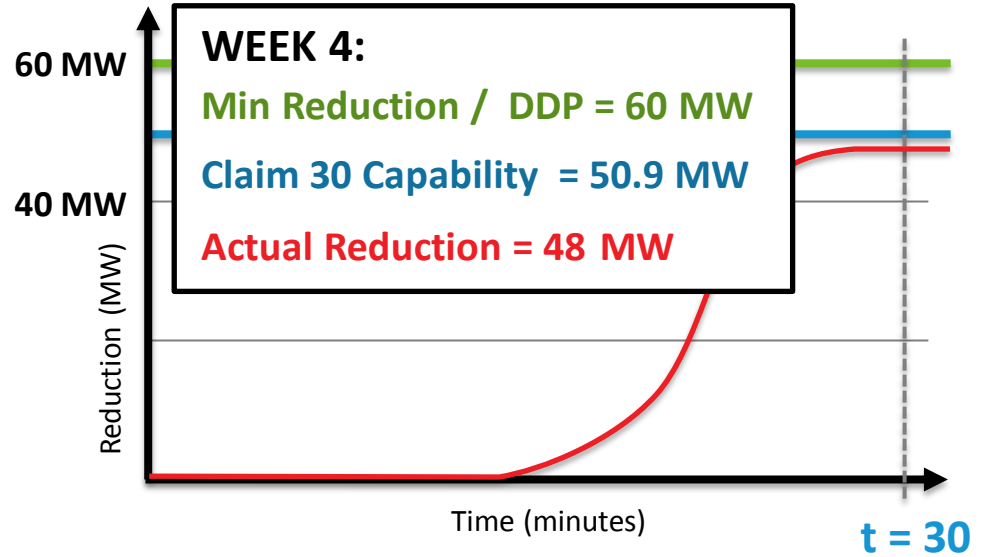 60 MW
40 MW
Reduction (MW)
WEEK 4:
Min Reduction / DDP = 60 MW
Claim 30 Capability = 50.9 MW
Actual Reduction = 48 MW
Time (minutes)
t = 30